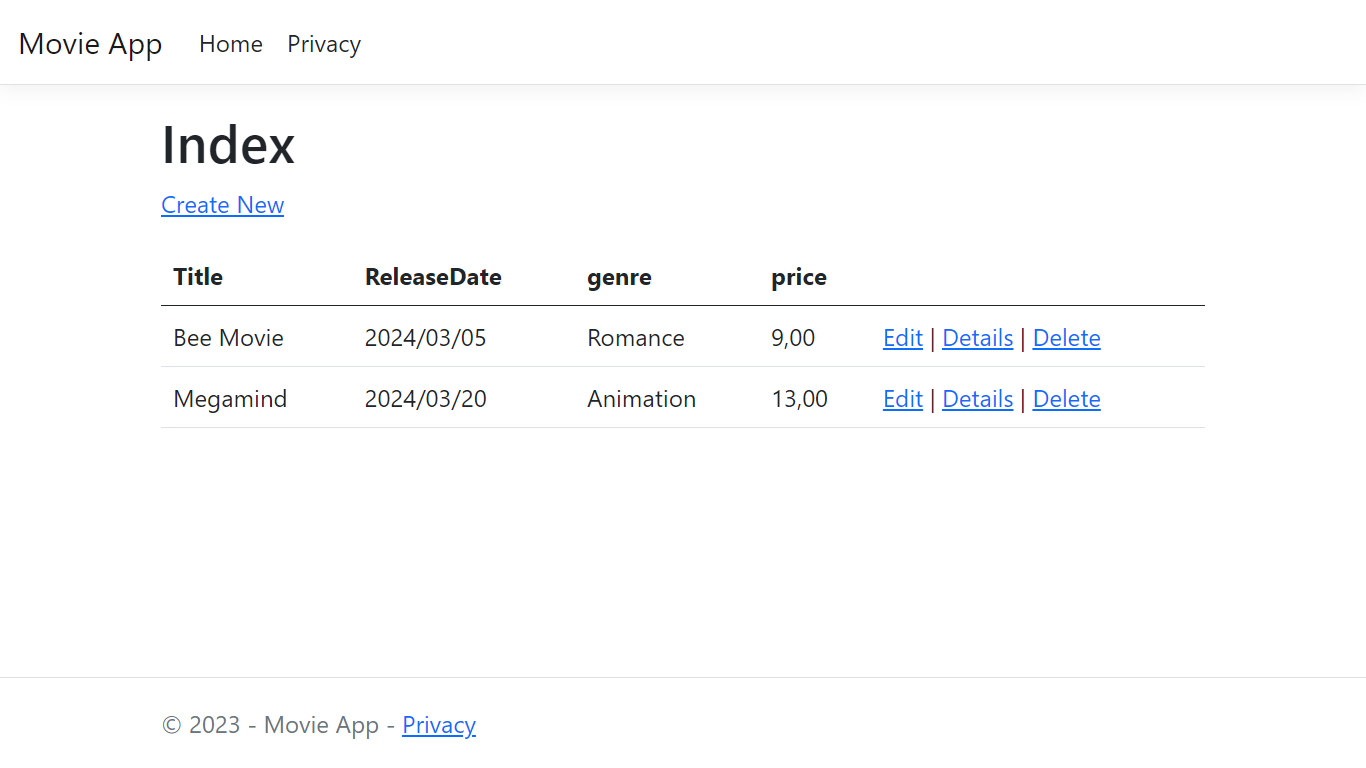 Movie App Home Privacy
Index
Create New
Title ReleaseDate genre price
Bee Movie 2024/03/05 Romance 9,00 Edit | Details | Delete
Megamind 2024/03/20 Animation 13,00 Edit | Details | Delete
© 2023 - Movie App - Privacy